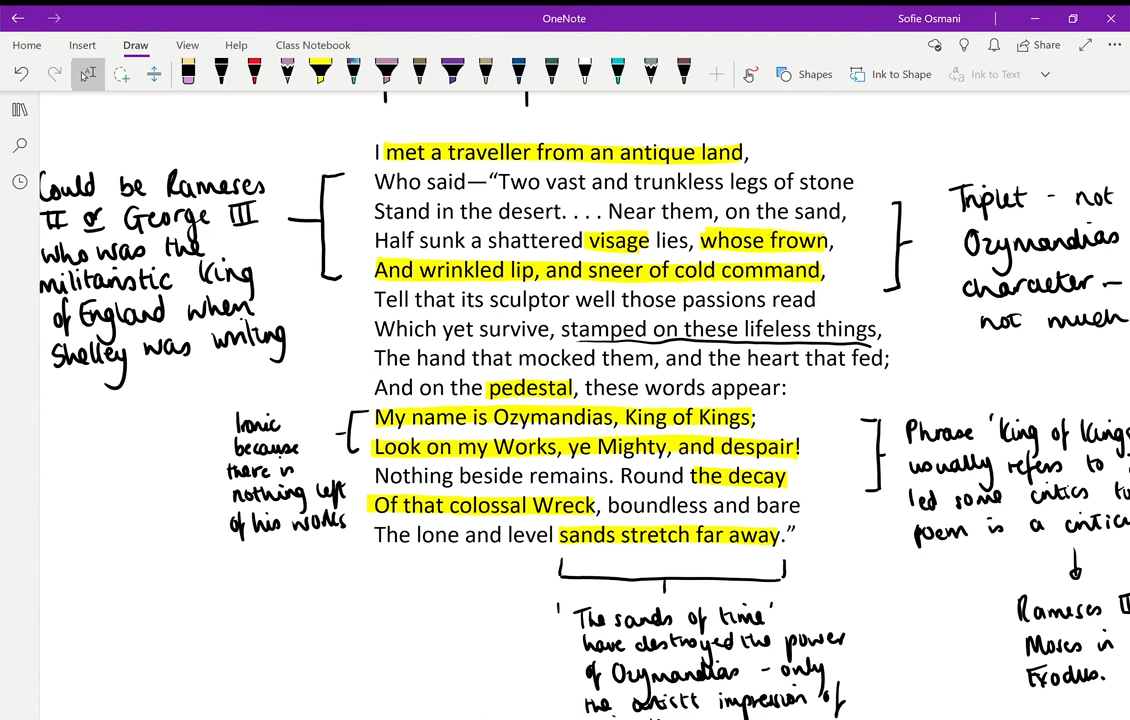 OneNote
Sofie Osmani
Home Insert Draw View Help Class Notebook
Share
Shapes
Ink to Shape
Ink to Text
I met a traveller from an antique land,
Who said—“Two vast and trunkless legs of stone
Stand in the desert. . . . Near them, on the sand,
Half sunk a shattered visage lies, whose frown,
And wrinkled lip, and sneer of cold command,
Tell that its sculptor well those passions read
Which yet survive, stamped on these lifeless things,
The hand that mocked them, and the heart that fed;
And on the pedestal, these words appear:
My name is Ozymandias, King of Kings;
Look on my Works, ye Mighty, and despair!
Nothing beside remains. Round the decay
Of that colossal Wreck, boundless and bare
The lone and level sands stretch far away.”
Could be Rameses
II or George III
who was the
militaristic King
of England when
Shelley was writing
Ironic
because
there is
nothing left
of his works
Triplet - not
Ozymandias
character –
not much
Phrase 'King of Kings
usually refers to
led some critics to
poem is a critic
Rameses II
Moses in
Exodus.
'The sands of time'
have destroyed the power
of Ozymandias - only
the artist's impression of